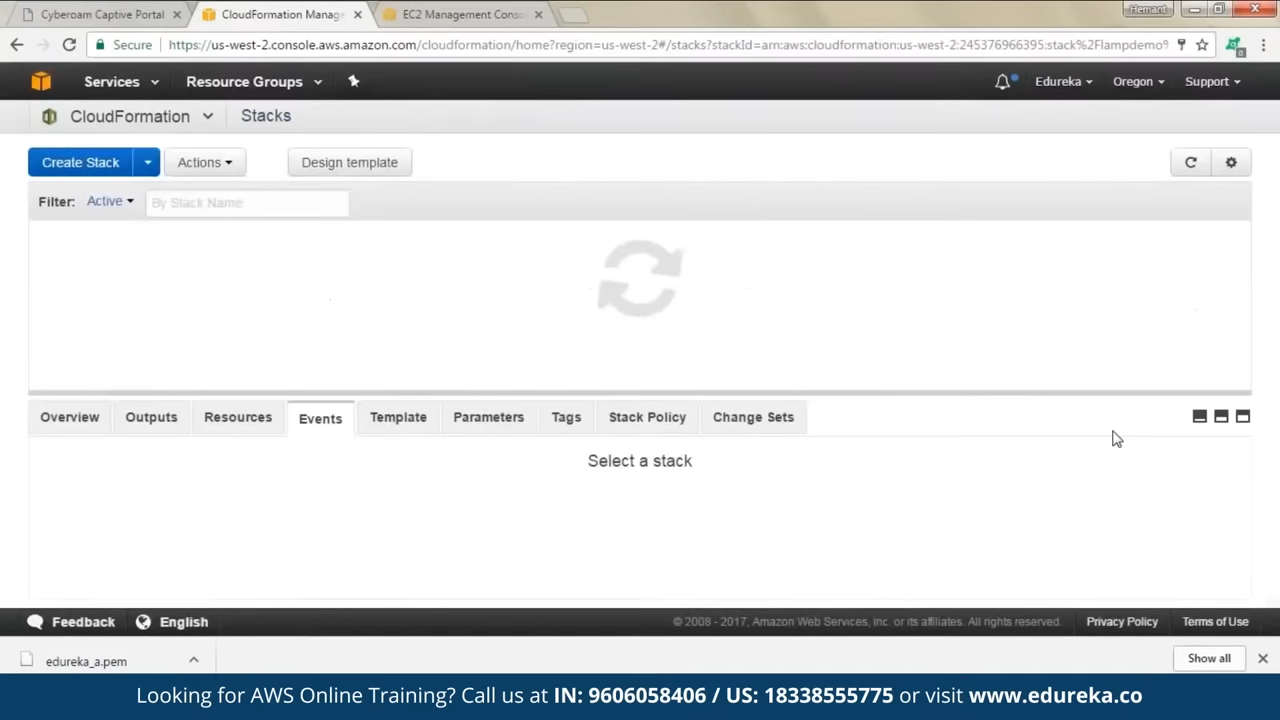 Cyberoam Captive Portal
CloudFormation Manage
EC2 Management Conso
Hemant
Secure
https://us-west-2.console.aws.amazon.com/cloudformation/home?region=us-west-2#/stacks?stackId=arn:aws:cloudformation:us-west-2:245376966395:stack%2Flampdemo%
Services
Resource Groups
Edureka
Oregon
Support
CloudFormation
Stacks
Create Stack
Actions
Design template
Filter: Active
By Stack Name
Overview
Outputs
Resources
Events
Template
Parameters
Tags
Stack Policy
Change Sets
Select a stack
Feedback
English
© 2008 - 2017, Amazon Web Services, Inc. or its affiliates. All rights reserved.
Privacy Policy
Terms of Use
edureka_a.pem
Show all
Looking for AWS Online Training? Call us at IN: 9606058406 / US: 18338555775 or visit www.edureka.co